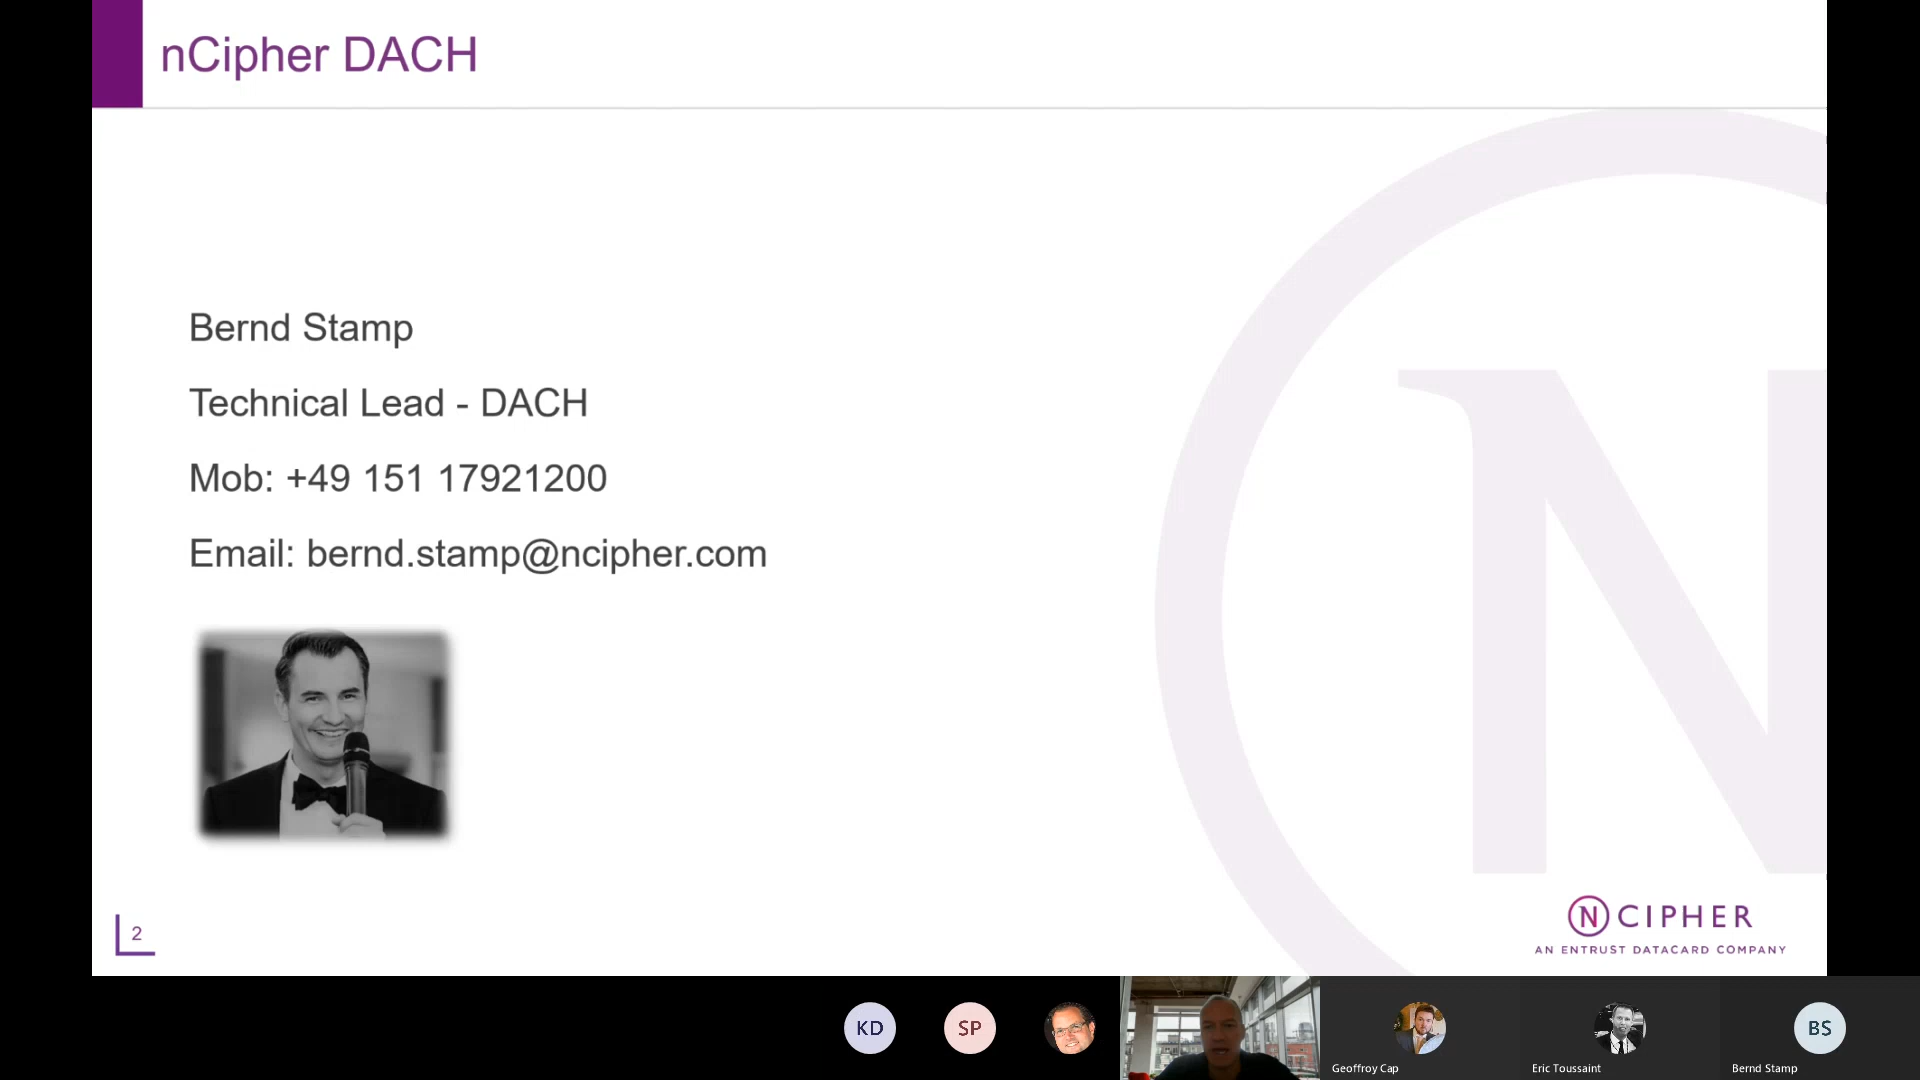 nCipher DACH
Bernd Stamp
Technical Lead - DACH
Mob: +49 151 17921200
Email: bernd.stamp@ncipher.com
2
N CIPHER
AN ENTRUST DATACARD COMPANY
KD
SP
BS
Geoffroy Cap
Eric Toussaint
Bernd Stamp